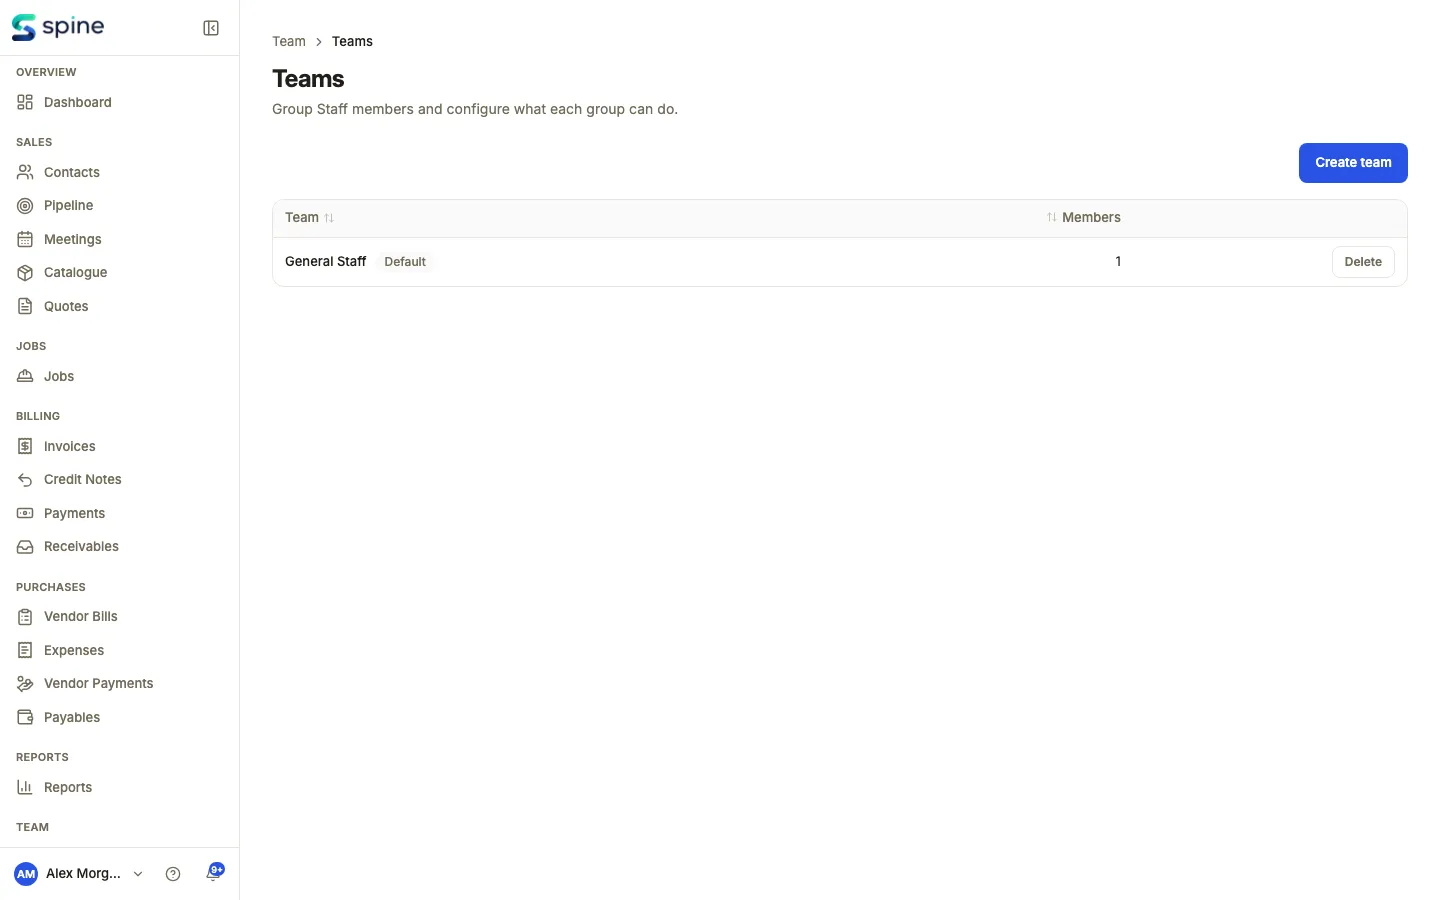 spine
OVERVIEW
Dashboard
SALES
Contacts
Pipeline
Meetings
Catalogue
Quotes
JOBS
Jobs
BILLING
Invoices
Credit Notes
Payments
Receivables
PURCHASES
Vendor Bills
Expenses
Vendor Payments
Payables
REPORTS
Reports
TEAM
AM Alex Morg... 9+
Team > Teams
Teams
Group Staff members and configure what each group can do.
Create team
Team Members
General Staff Default 1 Delete